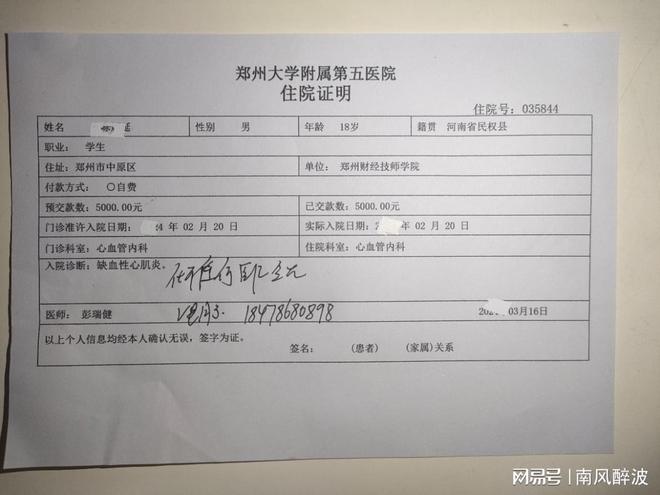 郑州大学附属第五医院
住院证明
住院号: 035844
姓名 性别 男 年龄 18岁 籍贯 河南省民权县
职业: 学生
住址: 郑州市中原区 单位: 郑州财经技师学院
付款方式: ○自费
预交款数: 5000.00元 已交款数: 5000.00元
门诊准许入院日期: 年 02 月 20 日 实际入院日期: 年 02 月 20 日
门诊科室: 心血管内科 住院科室: 心血管内科
入院诊断: 缺血性心肌炎。
医师: 彭瑞健 18478680898 03月16日
以上个人信息均经本人确认无误，签字为证。
签名: (患者) (家属)关系
网易号 | 南风醉波